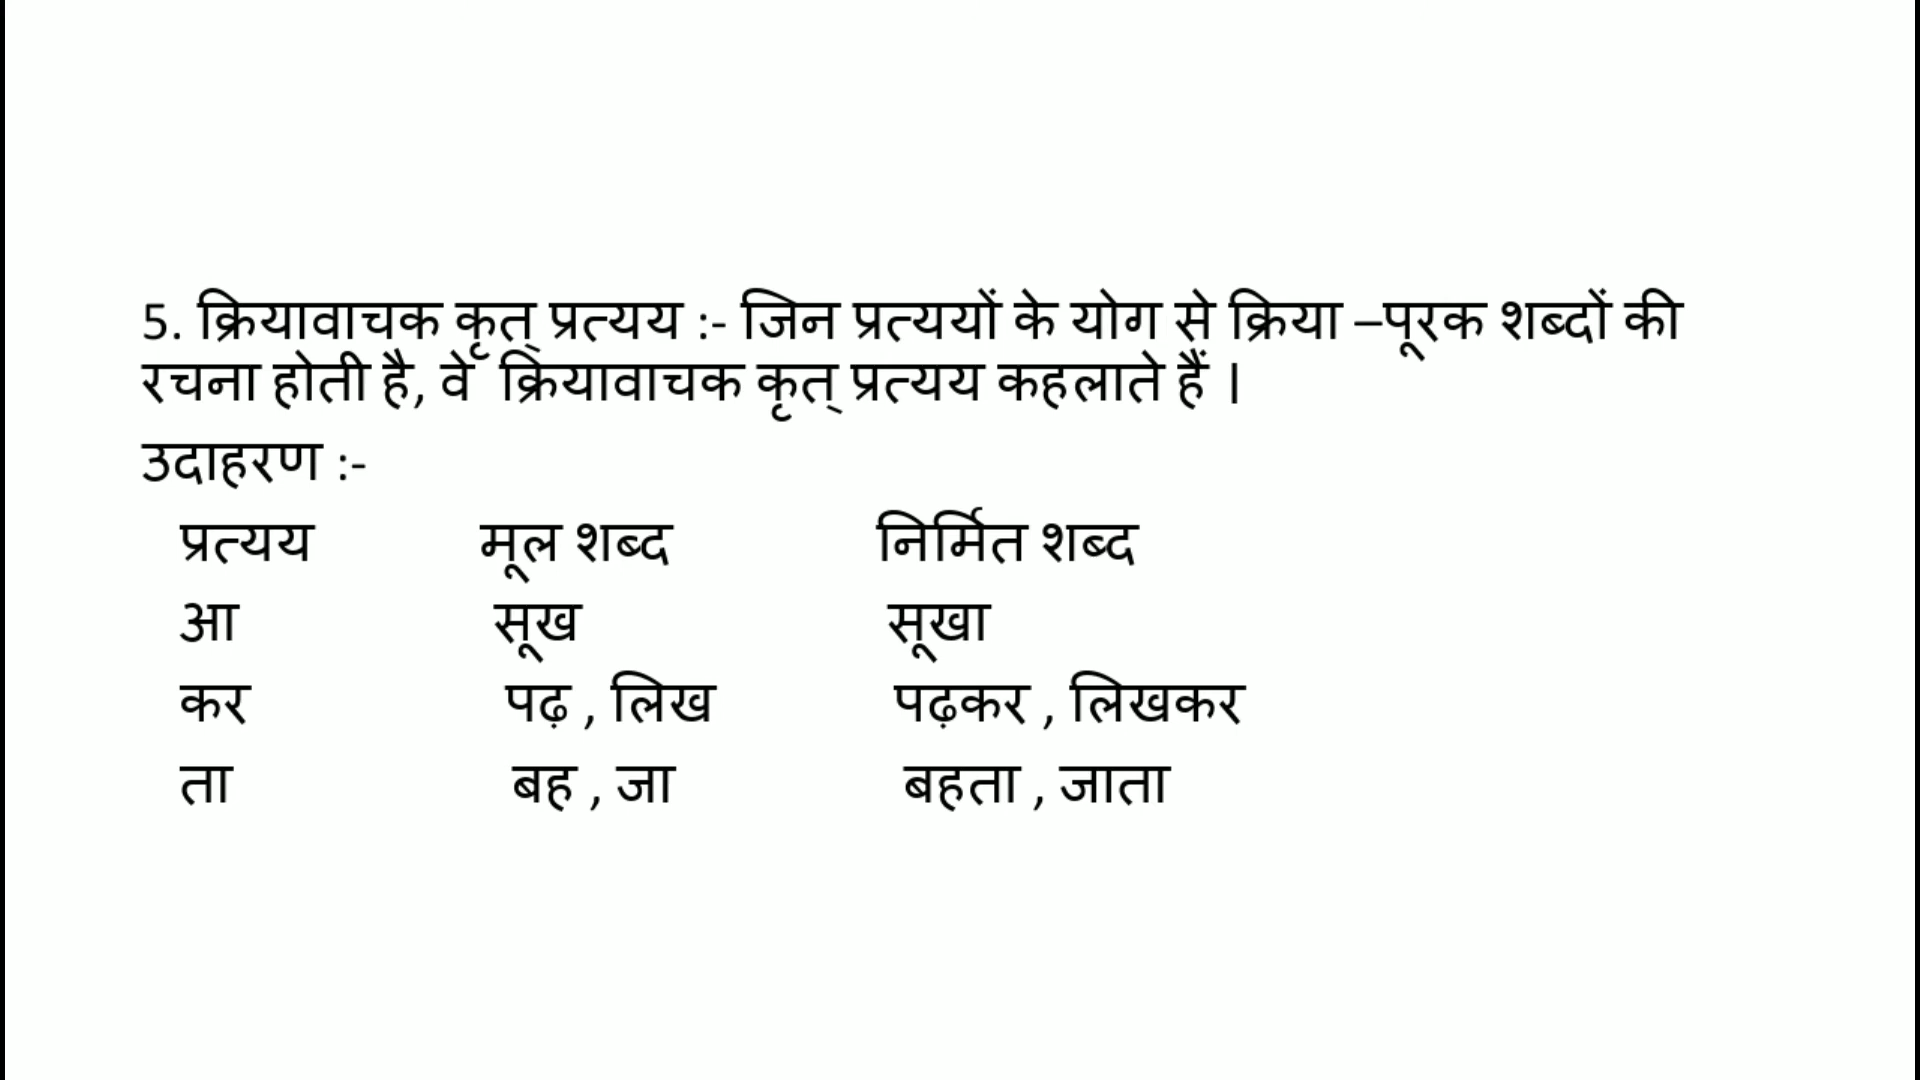 5. क्रियावाचक कृत् प्रत्यय :- जिन प्रत्ययों के योग से क्रिया –पूरक शब्दों की
रचना होती है, वे क्रियावाचक कृत् प्रत्यय कहलाते हैं ।
उदाहरण :-
प्रत्यय मूल शब्द निर्मित शब्द
आ सूख सूखा
कर पढ़ , लिख पढ़कर , लिखकर
ता बह , जा बहता , जाता